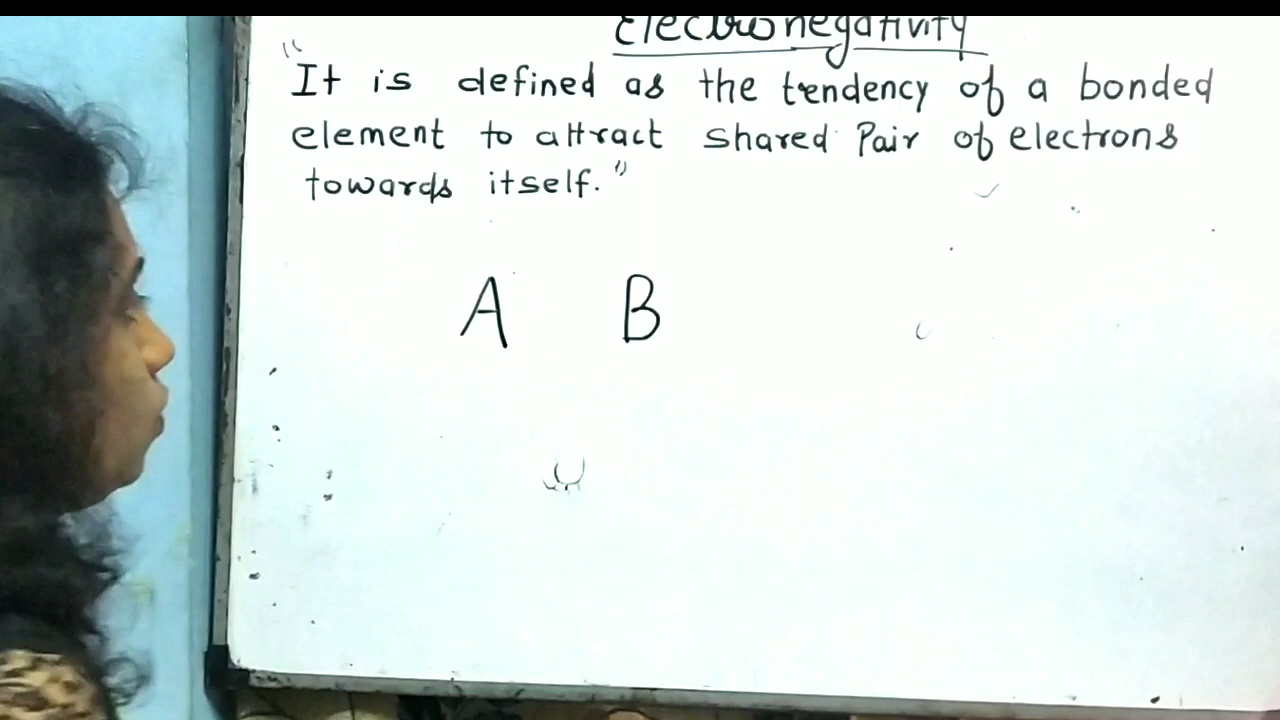 Electronegativity
"It is defined as the tendency of a bonded
element to attract shared Pair of electrons
towards itself."
A B